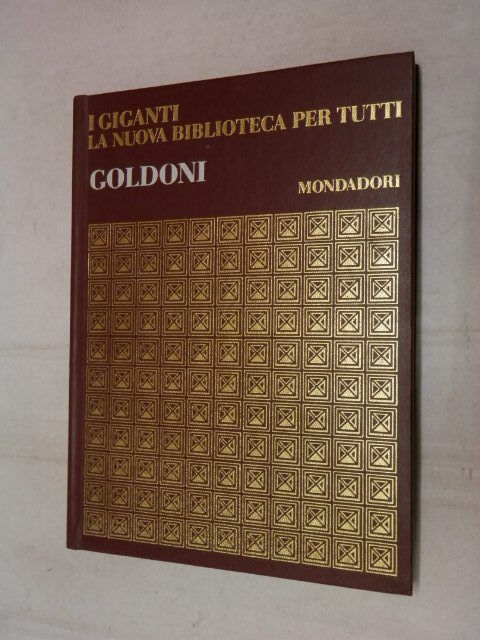 I GIGANTI
LA NUOVA BIBLIOTECA PER TUTTI
GOLDONI
MONDADORI